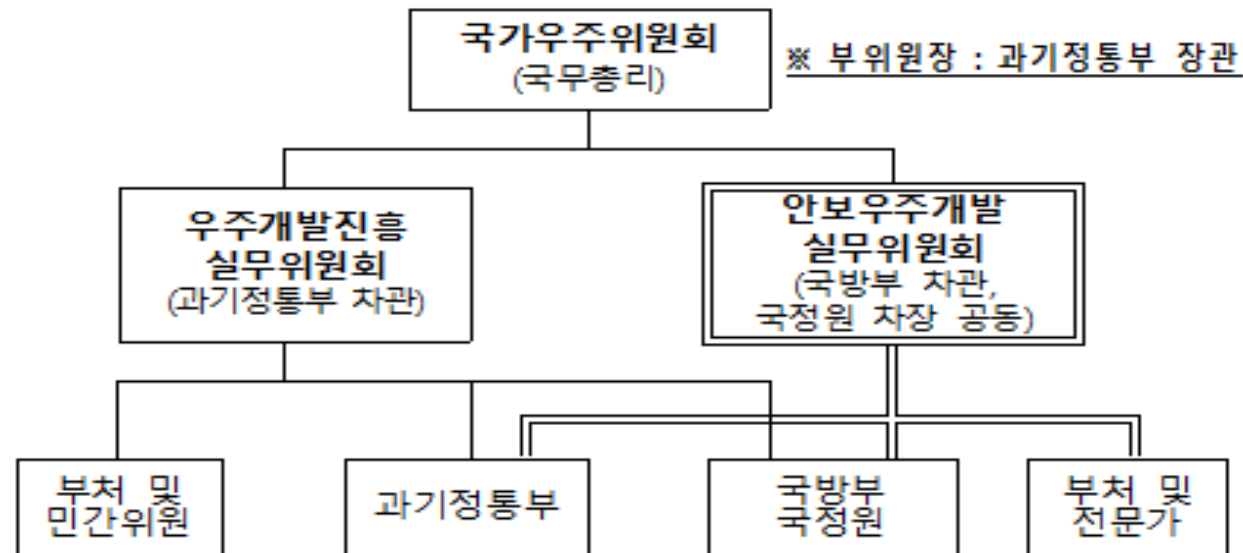 국가우주위원회
(국무총리)
※ 부위원장 : 과기정통부 장관
우주개발진흥
실무위원회
(과기정통부 차관)
안보우주개발
실무위원회
(국방부 차관,
국정원 차장 공동)
부처 및
민간위원
과기정통부
국방부
국정원
부처 및
전문가